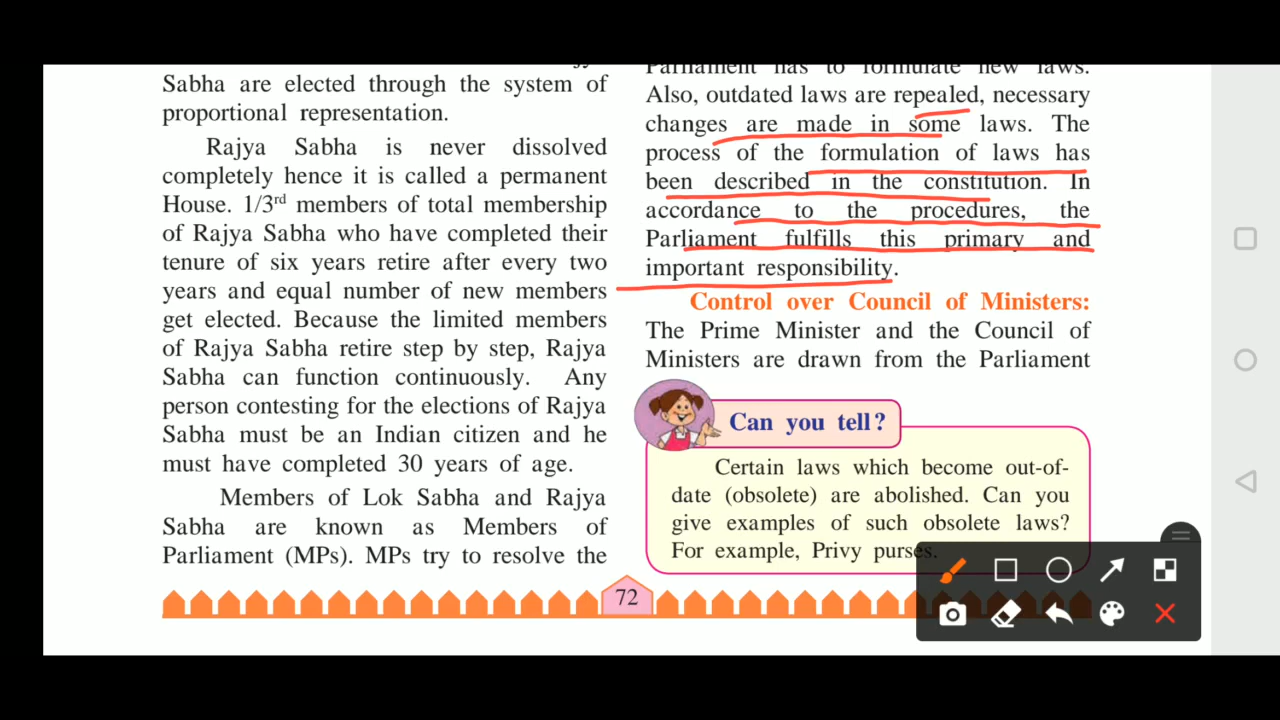 Sabha are elected through the system of
proportional representation.
Rajya Sabha is never dissolved
completely hence it is called a permanent
House. 1/3rd members of total membership
of Rajya Sabha who have completed their
tenure of six years retire after every two
years and equal number of new members
get elected. Because the limited members
of Rajya Sabha retire step by step, Rajya
Sabha can function continuously. Any
person contesting for the elections of Rajya
Sabha must be an Indian citizen and he
must have completed 30 years of age.
Members of Lok Sabha and Rajya
Sabha are known as Members of
Parliament (MPs). MPs try to resolve the
Parliament has to formulate new laws.
Also, outdated laws are repealed, necessary
changes are made in some laws. The
process of the formulation of laws has
been described in the constitution. In
accordance to the procedures, the
Parliament fulfills this primary and
important responsibility.
Control over Council of Ministers:
The Prime Minister and the Council of
Ministers are drawn from the Parliament
Can you tell?
Certain laws which become out-of-
date (obsolete) are abolished. Can you
give examples of such obsolete laws?
For example, Privy purses.
72